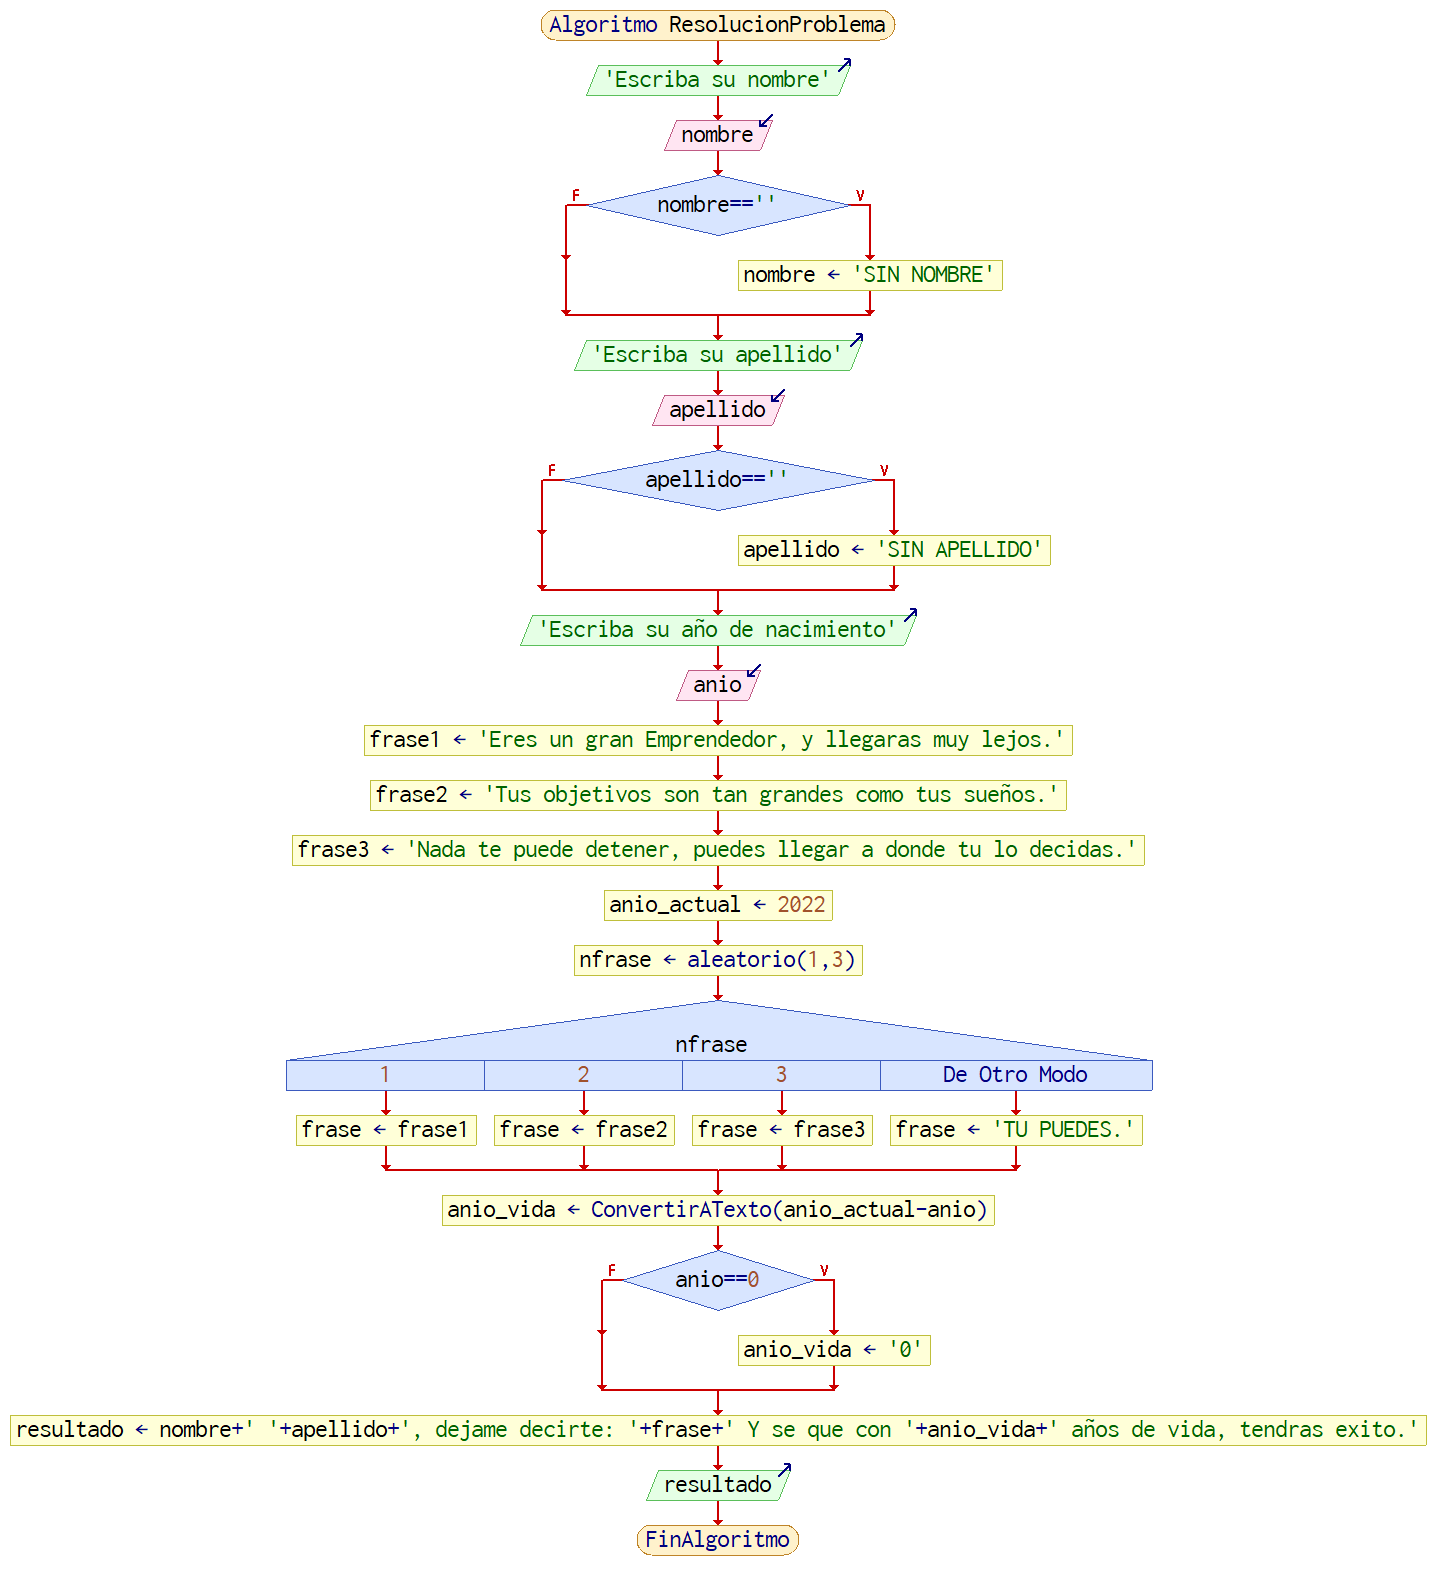 Algoritmo ResolucionProblema
'Escriba su nombre'
nombre
F
V
nombre==''
nombre ← 'SIN NOMBRE'
'Escriba su apellido'
apellido
F
V
apellido==''
apellido ← 'SIN APELLIDO'
'Escriba su año de nacimiento'
anio
frase1 ← 'Eres un gran Emprendedor, y llegaras muy lejos.'
frase2 ← 'Tus objetivos son tan grandes como tus sueños.'
frase3 ← 'Nada te puede detener, puedes llegar a donde tu lo decidas.'
anio_actual ← 2022
nfrase ← aleatorio(1,3)
nfrase
1 2 3 De Otro Modo
frase ← frase1 frase ← frase2 frase ← frase3 frase ← 'TU PUEDES.'
anio_vida ← ConvertirATexto(anio_actual-anio)
F
V
anio==0
anio_vida ← '0'
resultado ← nombre+' '+apellido+', dejame decirte: '+frase+' Y se que con '+anio_vida+' años de vida, tendras exito.'
resultado
FinAlgoritmo